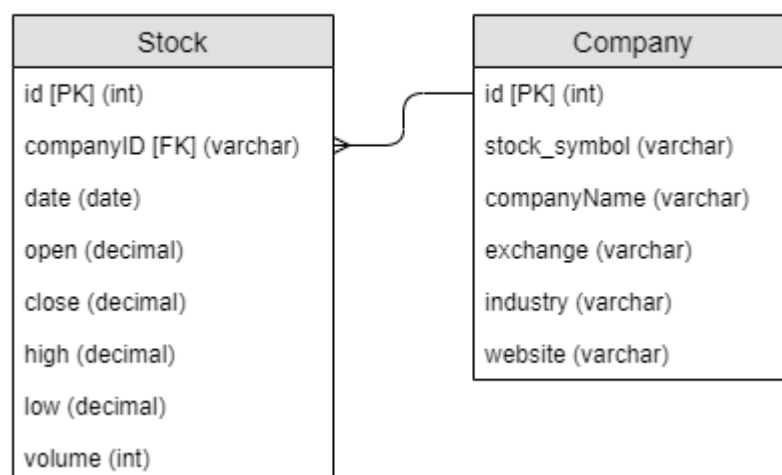 Stock
id [PK] (int)
companyID [FK] (varchar)
date (date)
open (decimal)
close (decimal)
high (decimal)
low (decimal)
volume (int)
Company
id [PK] (int)
stock_symbol (varchar)
companyName (varchar)
exchange (varchar)
industry (varchar)
website (varchar)